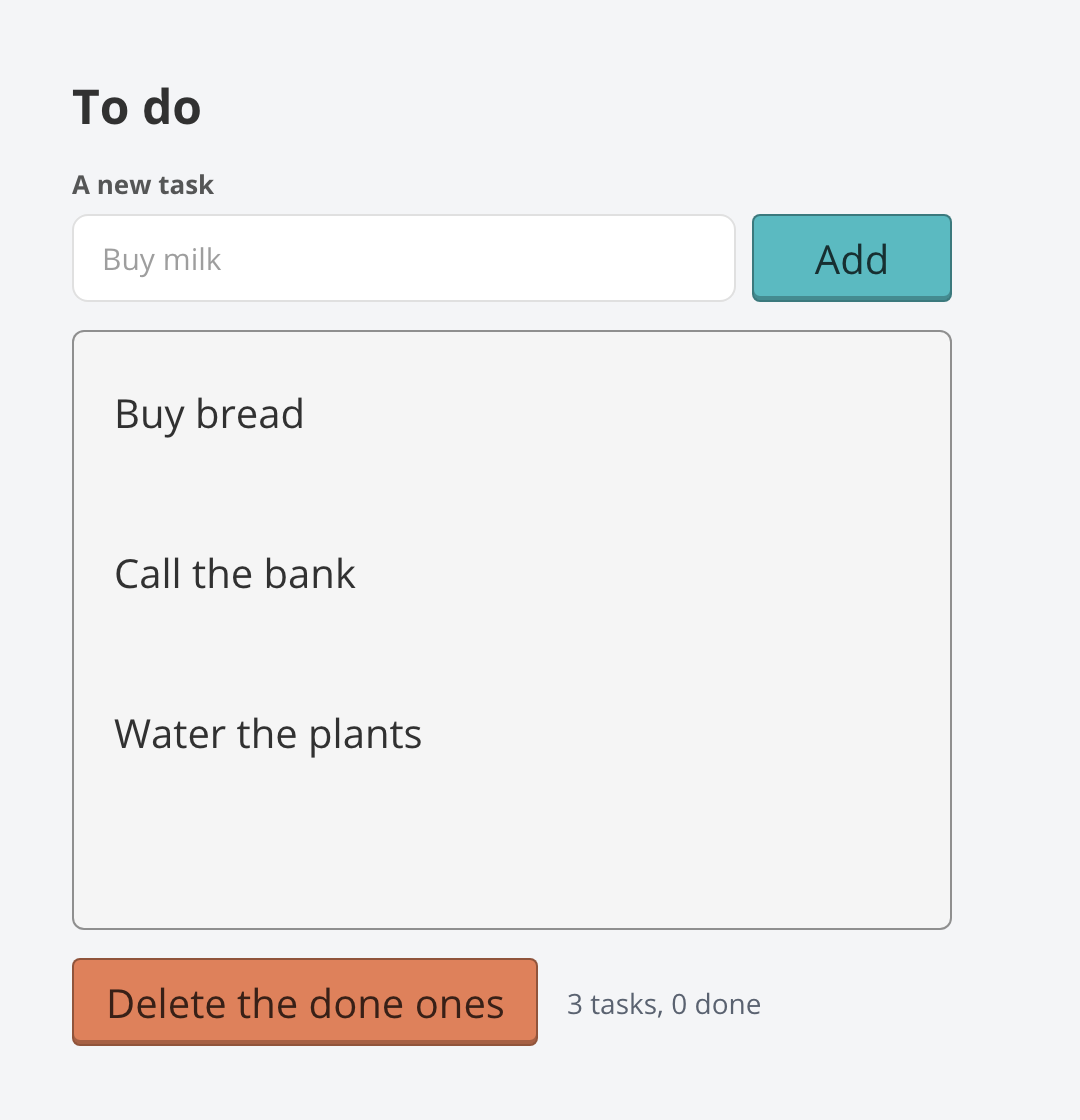 To do
A new task
Buy milk
Add
Buy bread
Call the bank
Water the plants
Delete the done ones
3 tasks, 0 done